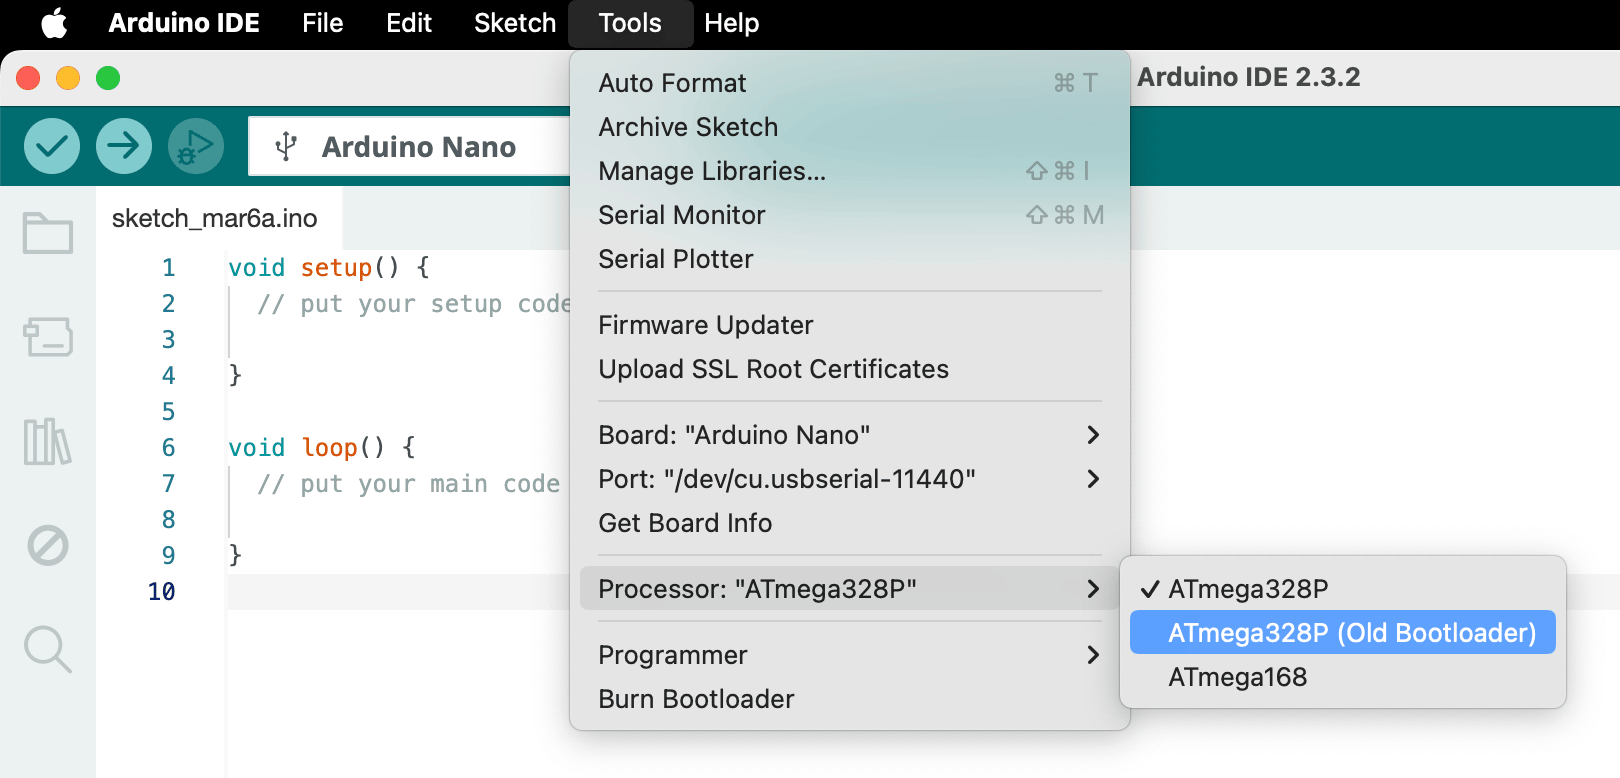 Arduino IDE File Edit Sketch Tools Help
Arduino IDE 2.3.2
Arduino Nano
sketch_mar6a.ino
1 void setup() {
2 // put your setup code
3
4 }
5
6 void loop() {
7 // put your main code
8
9 }
10
Auto Format ⌘ T
Archive Sketch
Manage Libraries... ⇧ ⌘ I
Serial Monitor ⇧ ⌘ M
Serial Plotter
Firmware Updater
Upload SSL Root Certificates
Board: "Arduino Nano"
Port: "/dev/cu.usbserial-11440"
Get Board Info
Processor: "ATmega328P"
Programmer
Burn Bootloader
✓ ATmega328P
ATmega328P (Old Bootloader)
ATmega168